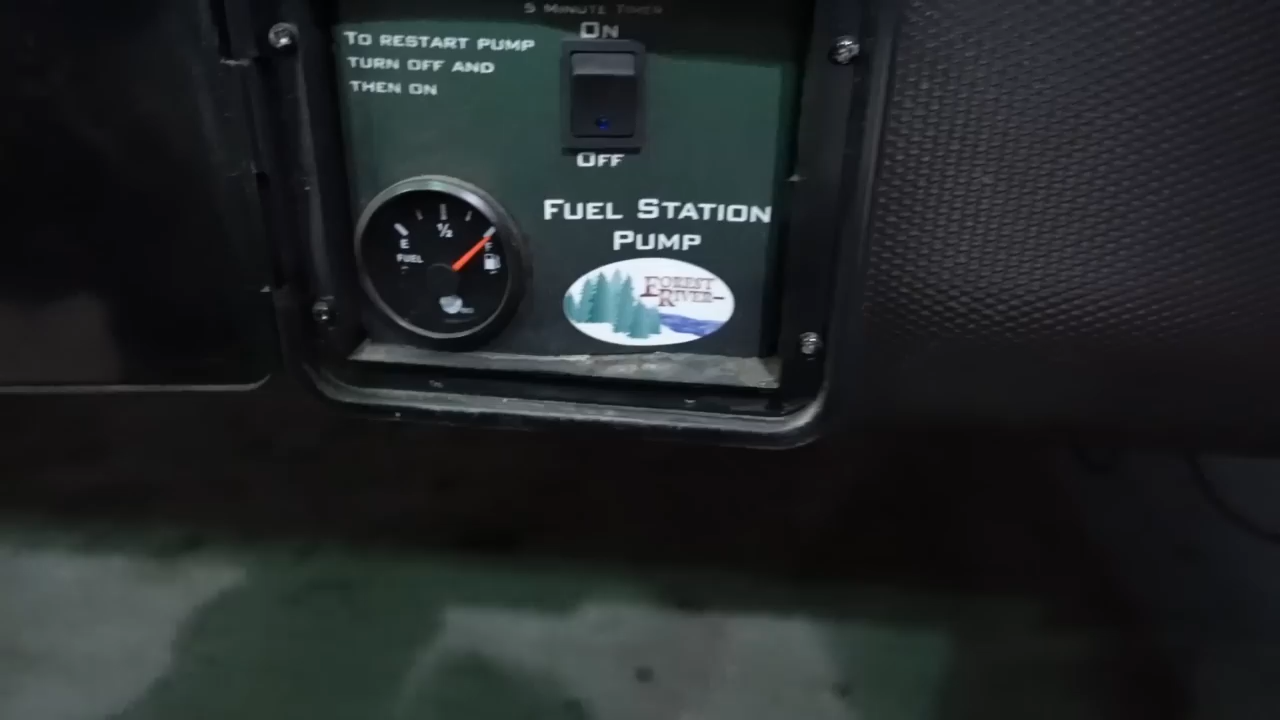 5 MINUTE TIMER
ON
TO RESTART PUMP
TURN OFF AND
THEN ON
OFF
FUEL STATION
PUMP
E
1/2
F
FUEL
FOREST
RIVER